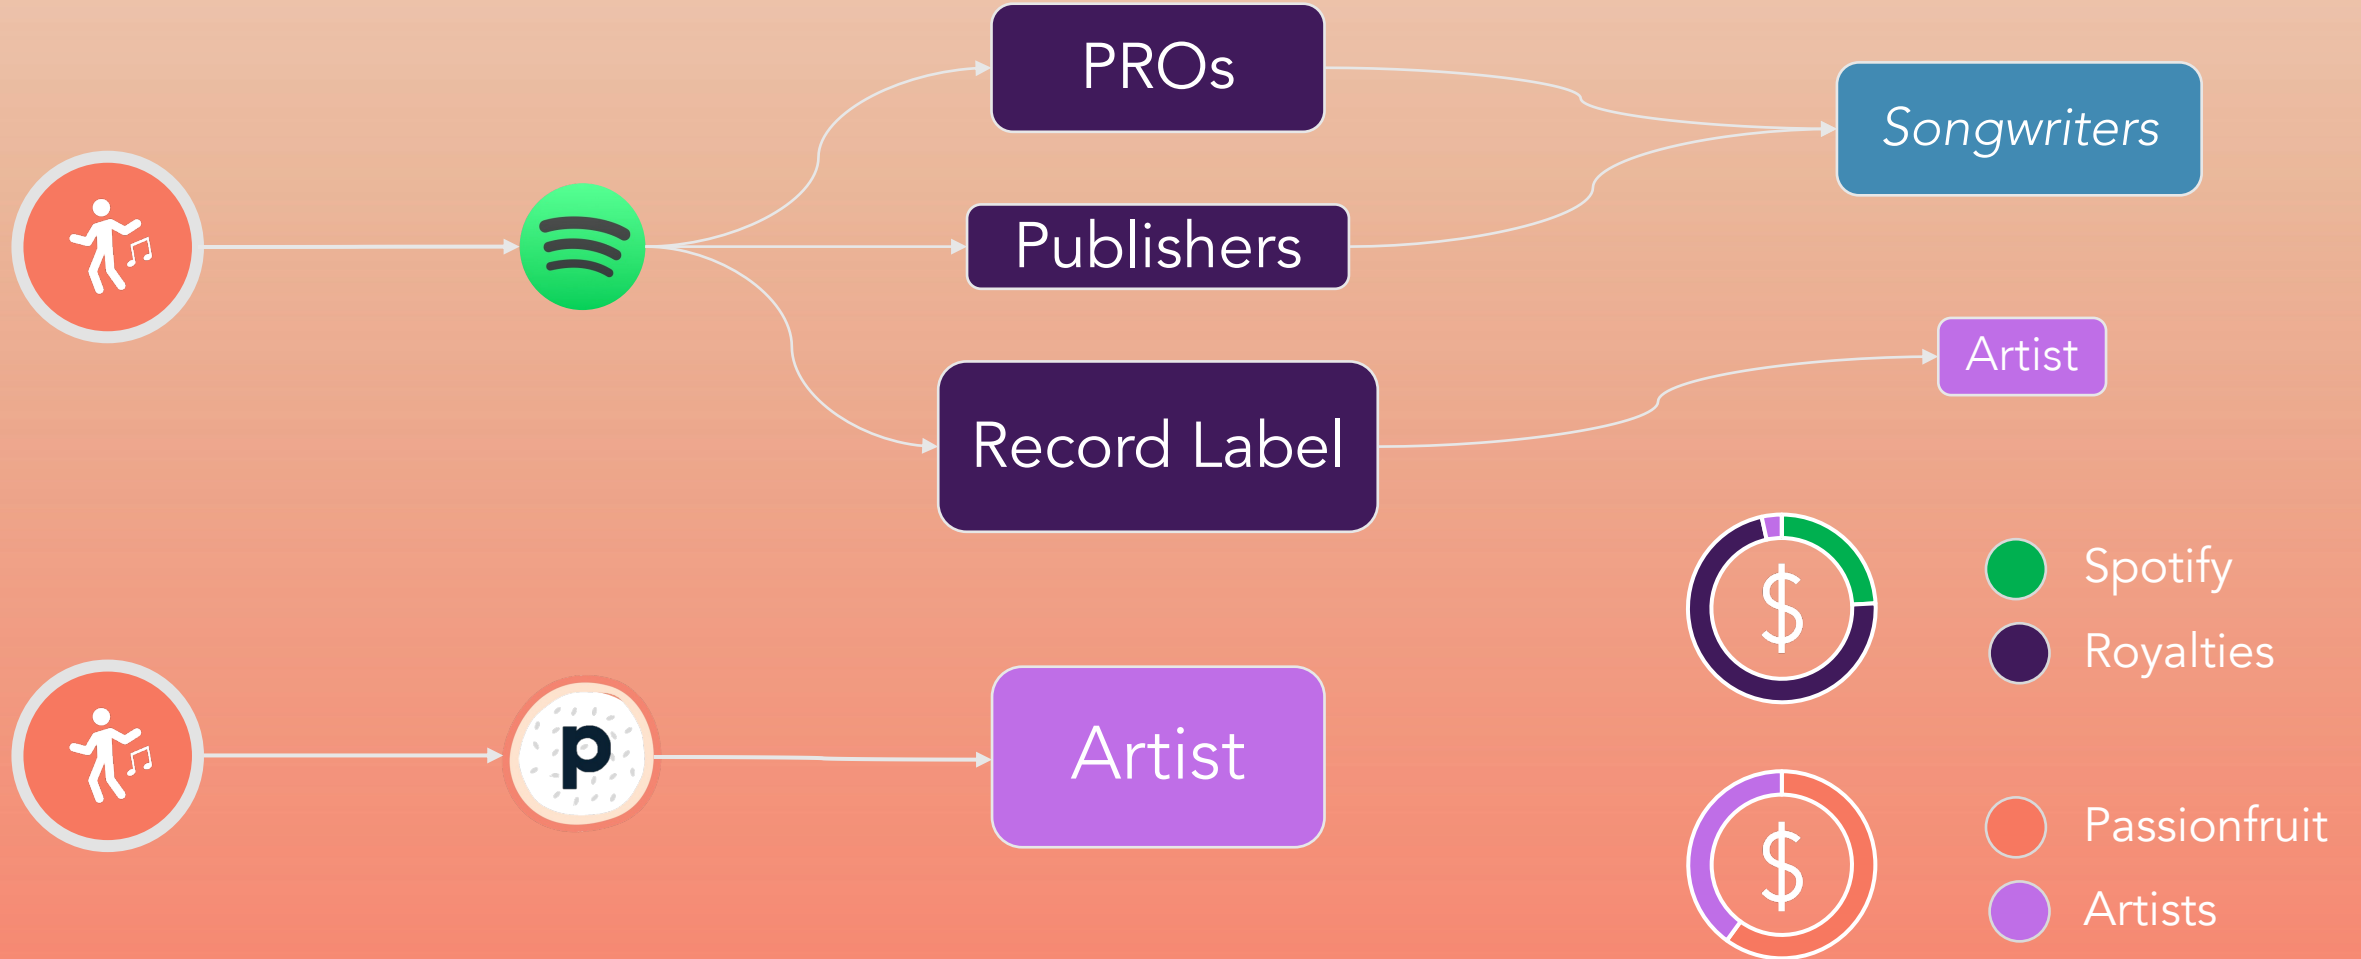 PROs
Songwriters
Publishers
Artist
Record Label
$
Spotify
Royalties
p
Artist
$
Passionfruit
Artists